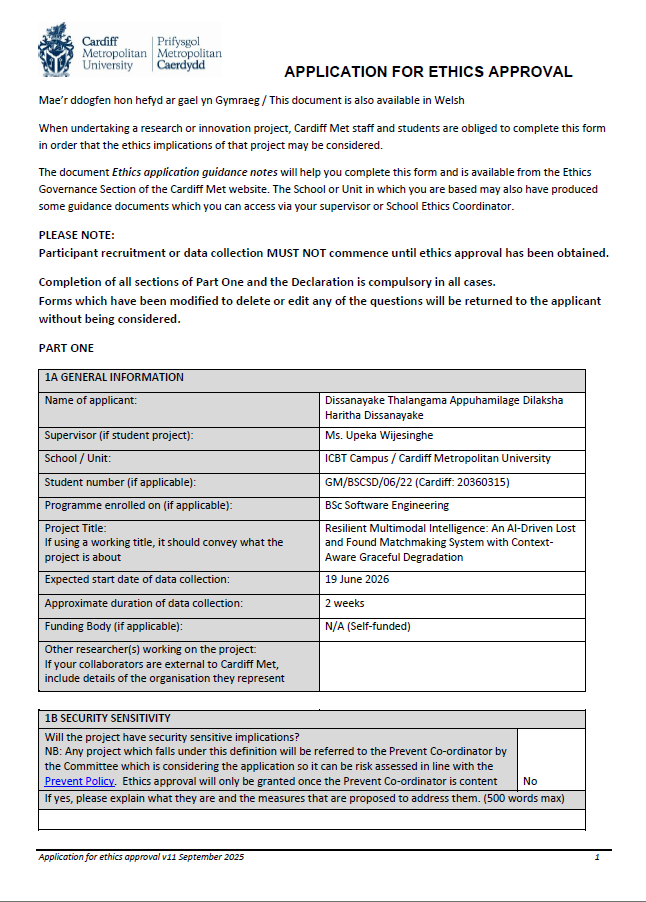 Cardiff
Metropolitan
University
Prifysgol
Metropolitan
Caerdydd
APPLICATION FOR ETHICS APPROVAL
Mae'r ddogfen hon hefyd ar gael yn Gymraeg / This document is also available in Welsh
When undertaking a research or innovation project, Cardiff Met staff and students are obliged to complete this form
in order that the ethics implications of that project may be considered.
The document Ethics application guidance notes will help you complete this form and is available from the Ethics
Governance Section of the Cardiff Met website. The School or Unit in which you are based may also have produced
some guidance documents which you can access via your supervisor or School Ethics Coordinator.
PLEASE NOTE:
Participant recruitment or data collection MUST NOT commence until ethics approval has been obtained.
Completion of all sections of Part One and the Declaration is compulsory in all cases.
Forms which have been modified to delete or edit any of the questions will be returned to the applicant
without being considered.
PART ONE
1A GENERAL INFORMATION
Name of applicant:
Dissanayake Thalangama Appuhamilage Dilaksha
Haritha Dissanayake
Supervisor (if student project):
Ms. Upeka Wijesinghe
School / Unit:
ICBT Campus / Cardiff Metropolitan University
Student number (if applicable):
GM/BSCSD/06/22 (Cardiff: 20360315)
Programme enrolled on (if applicable):
BSc Software Engineering
Project Title:
If using a working title, it should convey what the
project is about
Resilient Multimodal Intelligence: An AI-Driven Lost
and Found Matchmaking System with Context-
Aware Graceful Degradation
Expected start date of data collection:
19 June 2026
Approximate duration of data collection:
2 weeks
Funding Body (if applicable):
N/A (Self-funded)
Other researcher(s) working on the project:
If your collaborators are external to Cardiff Met,
include details of the organisation they represent
1B SECURITY SENSITIVITY
Will the project have security sensitive implications?
NB: Any project which falls under this definition will be referred to the Prevent Co-ordinator by
the Committee which is considering the application so it can be risk assessed in line with the
Prevent Policy. Ethics approval will only be granted once the Prevent Co-ordinator is content
No
If yes, please explain what they are and the measures that are proposed to address them. (500 words max)
Application for ethics approval v11 September 2025
1